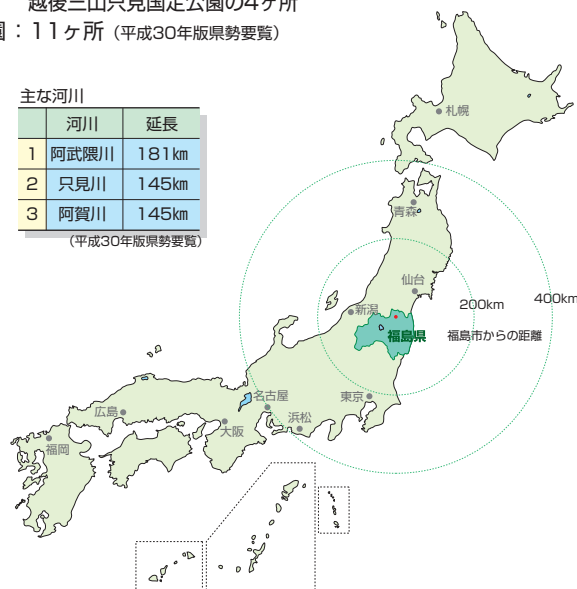 越後三山只見国定公園の4ヶ所
園：11ヶ所（平成30年版県勢要覧）
主な河川
河川 延長
1 阿武隈川 181㎞
2 只見川 145㎞
3 阿賀川 145㎞
（平成30年版県勢要覧）
札幌
青森
仙台
新潟
200km
400km
福島県
福島市からの距離
名古屋
東京
広島
浜松
大阪
福岡